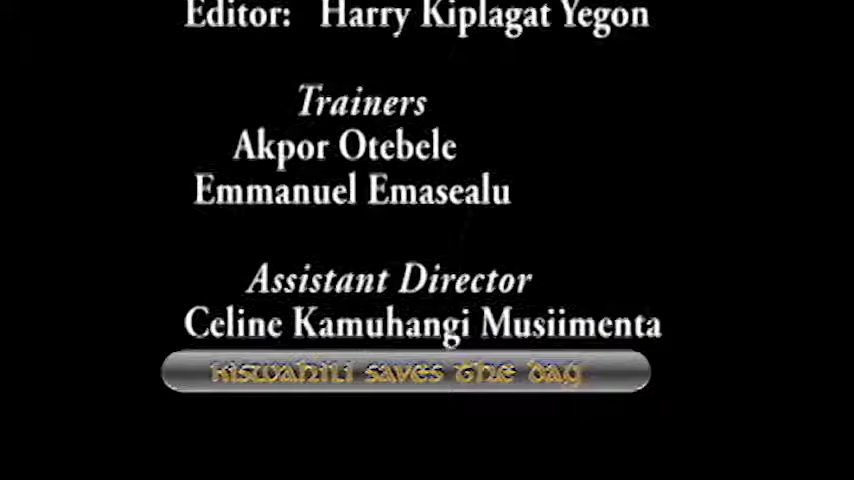 Editor: Harry Kiplagat Yegon
Trainers
Akpor Otebele
Emmanuel Emasealu
Assistant Director
Celine Kamuhangi Musiimenta
Kiswahili saves the day